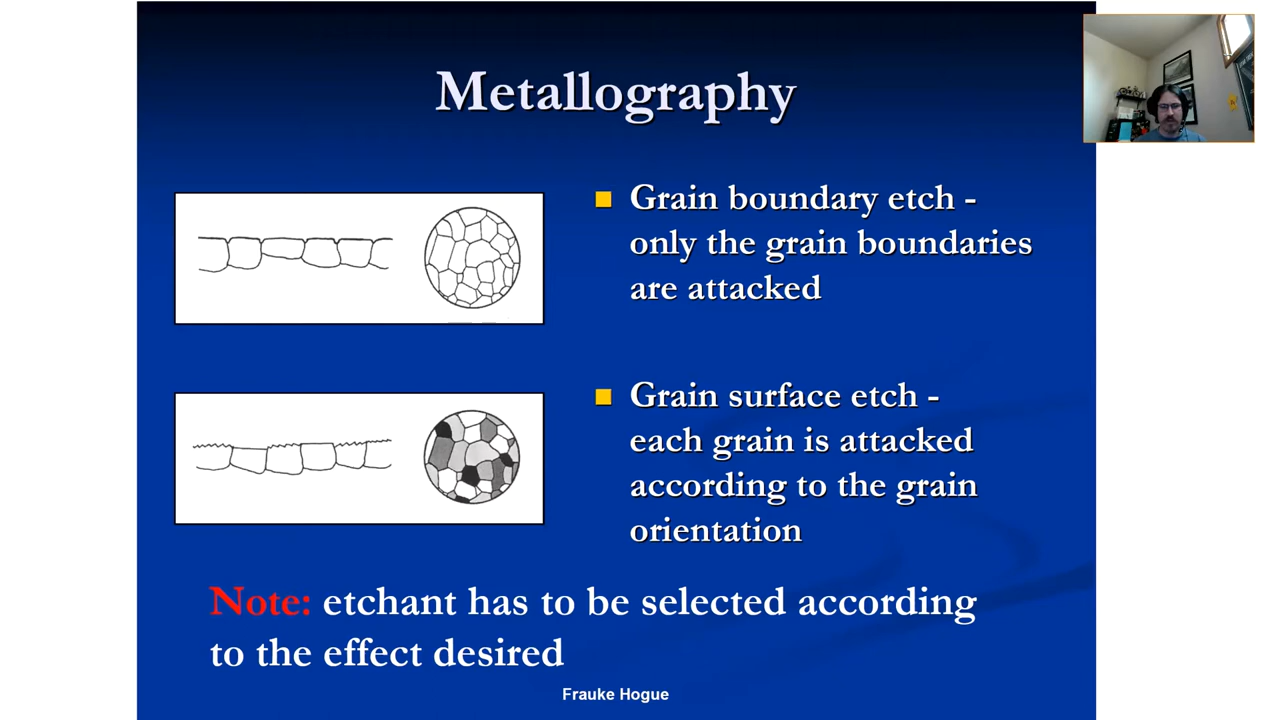 Metallography
Grain boundary etch -
only the grain boundaries
are attacked
Grain surface etch -
each grain is attacked
according to the grain
orientation
Note: etchant has to be selected according
to the effect desired
Frauke Hogue